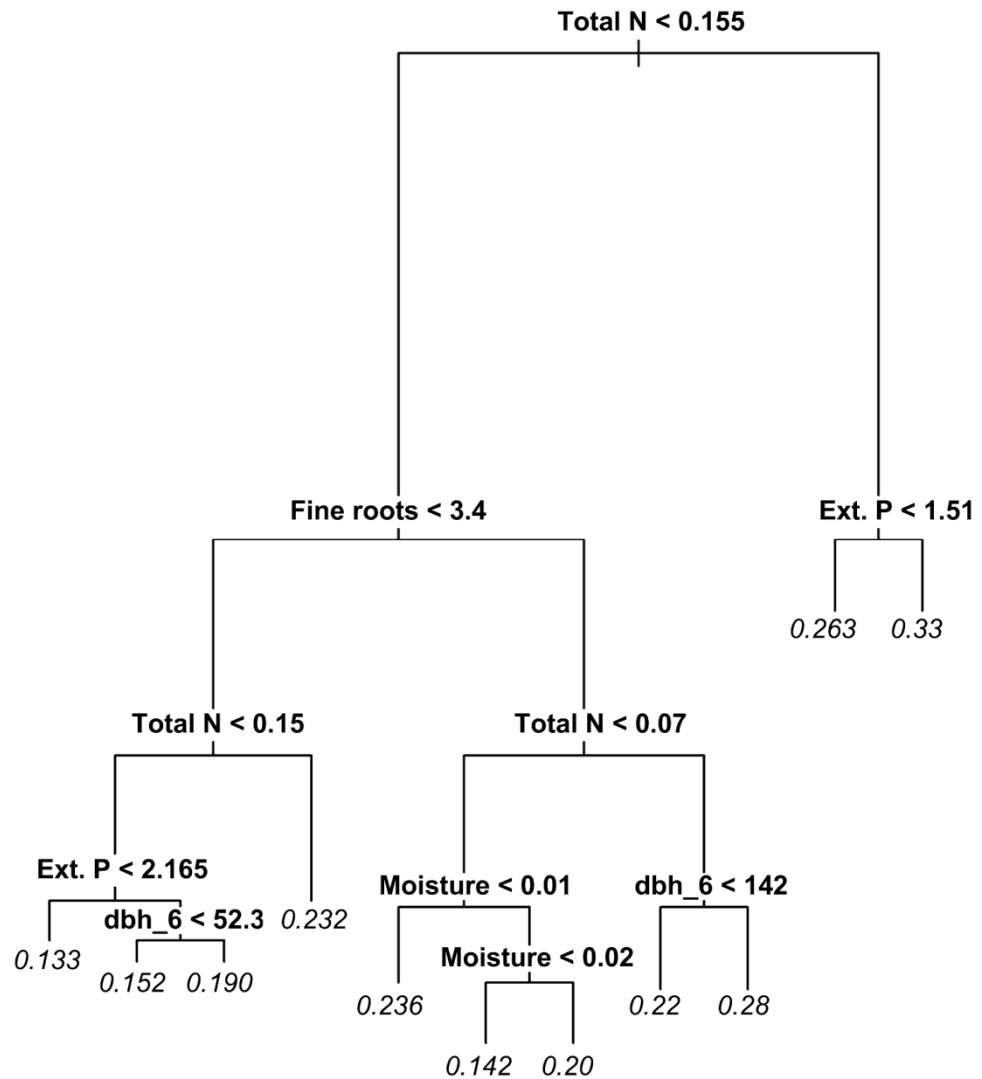 Total N < 0.155
Fine roots < 3.4
Ext. P < 1.51
0.263 0.33
Total N < 0.15
Total N < 0.07
Ext. P < 2.165
Moisture < 0.01
dbh_6 < 142
dbh_6 < 52.3
0.232
0.133
Moisture < 0.02
0.152 0.190
0.236
0.22 0.28
0.142 0.20